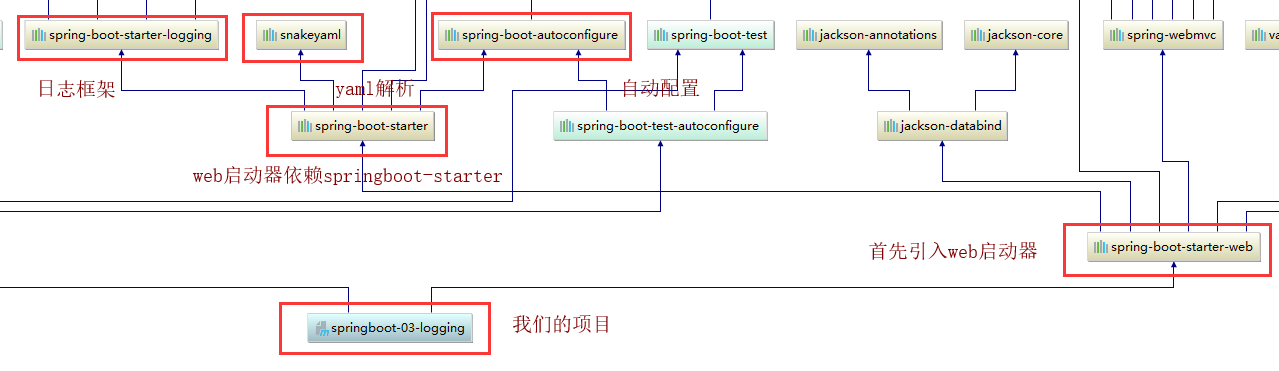 spring-boot-starter-logging
snakeyaml
spring-boot-autoconfigure
spring-boot-test
jackson-annotations
jackson-core
spring-webmvc
日志框架
yaml解析
自动配置
spring-boot-starter
spring-boot-test-autoconfigure
jackson-databind
web启动器依赖springboot-starter
首先引入web启动器
spring-boot-starter-web
springboot-03-logging
我们的项目